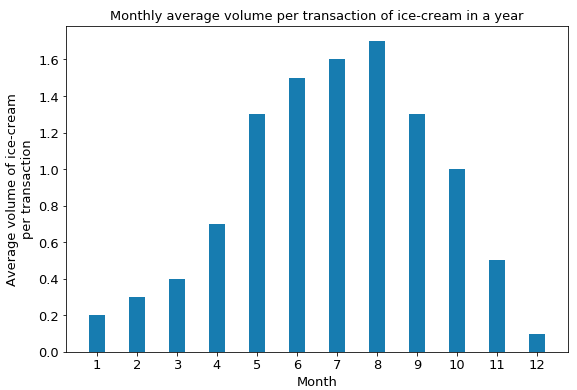 Monthly average volume per transaction of ice-cream in a year
Average volume of ice-cream
per transaction
1.6
1.4
1.2
1.0
0.8
0.6
0.4
0.2
0.0
1 2 3 4 5 6 7 8 9 10 11 12
Month